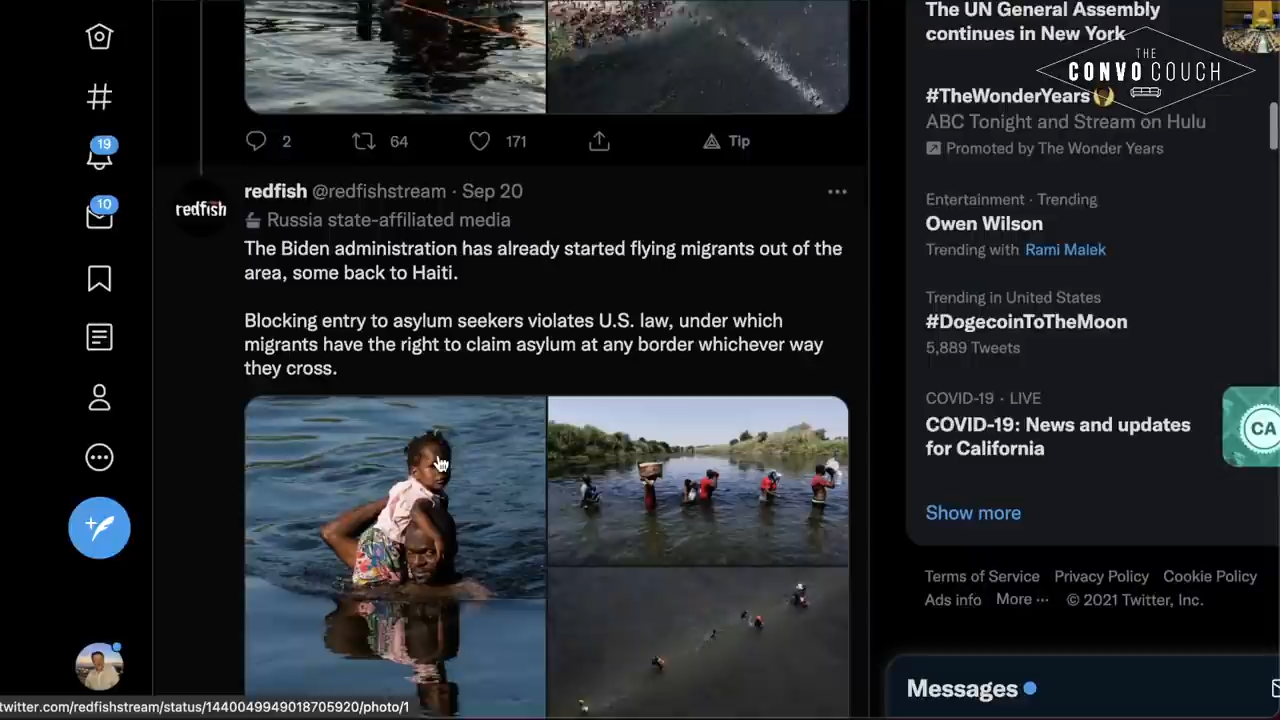 The UN General Assembly
continues in New York
THE
CONVO COUCH
#TheWonderYears
ABC Tonight and Stream on Hulu
Promoted by The Wonder Years
2
64
171
Tip
19
10
redfish @redfishstream · Sep 20
redfish
Russia state-affiliated media
The Biden administration has already started flying migrants out of the
area, some back to Haiti.
Blocking entry to asylum seekers violates U.S. law, under which
migrants have the right to claim asylum at any border whichever way
they cross.
Entertainment · Trending
Owen Wilson
Trending with Rami Malek
Trending in United States
#DogecoinToTheMoon
5,889 Tweets
COVID-19 · LIVE
COVID-19: News and updates
for California
CA
Show more
Terms of Service Privacy Policy Cookie Policy
Ads info More ··· © 2021 Twitter, Inc.
Messages
twitter.com/redfishstream/status/1440049949018705920/photo/1